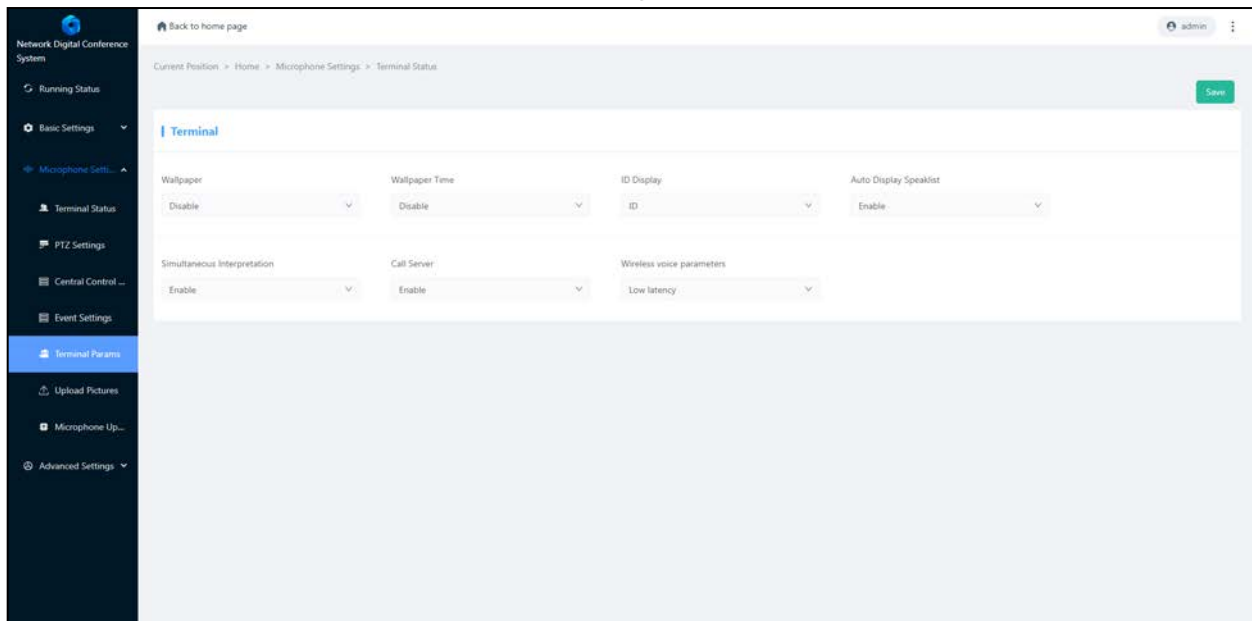 Network Digital Conference
System
Running Status
Basic Settings
Microphone Setti...
Terminal Status
PTZ Settings
Central Control ...
Event Settings
Terminal Params
Upload Pictures
Microphone Up...
Advanced Settings
Back to home page
admin
Current Position > Home > Microphone Settings > Terminal Status
Save
Terminal
Wallpaper Wallpaper Time ID Display Auto Display Speaklist
Disable Disable ID Enable
Simultaneous Interpretation Call Server Wireless voice parameters
Enable Enable Low latency